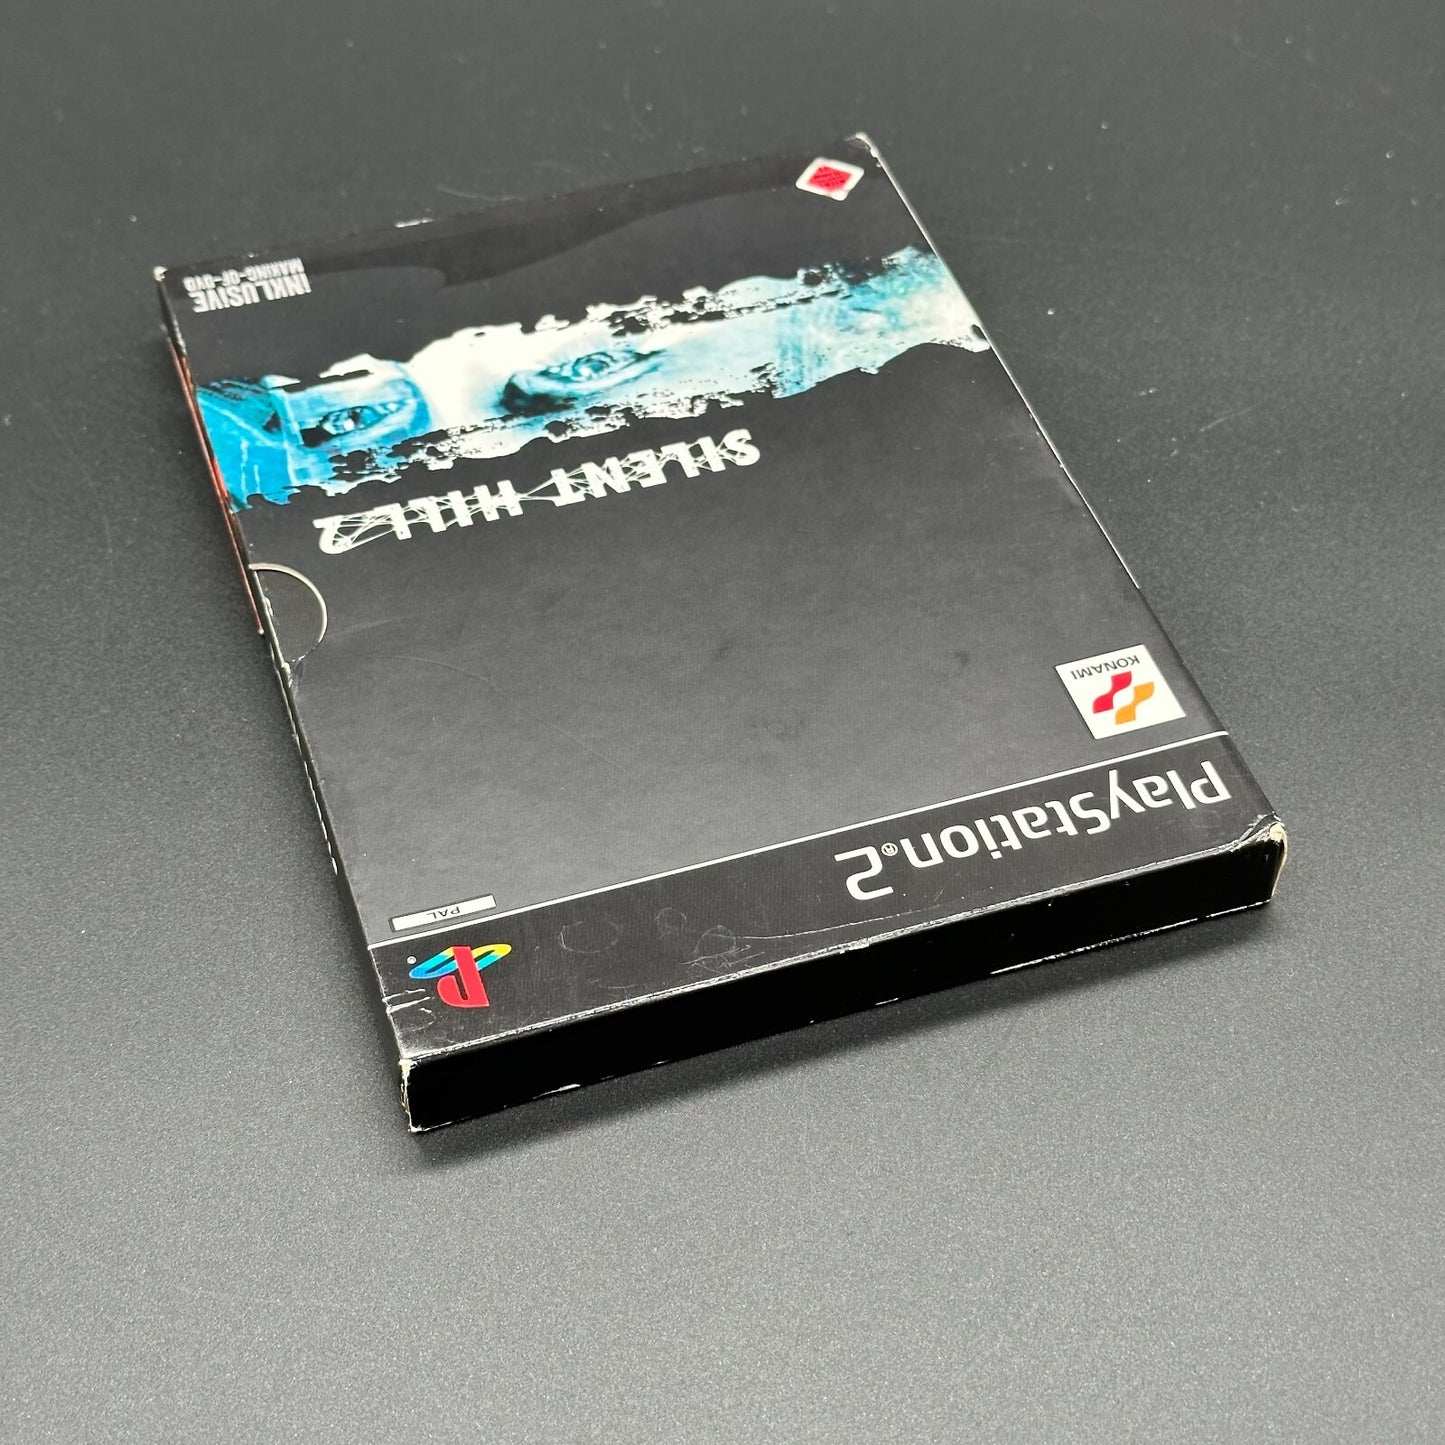 PlayStation®2
PAL
®
KONAMI
SILENT HILL 2
INKLUSIVE
MAKING-OF-DVD